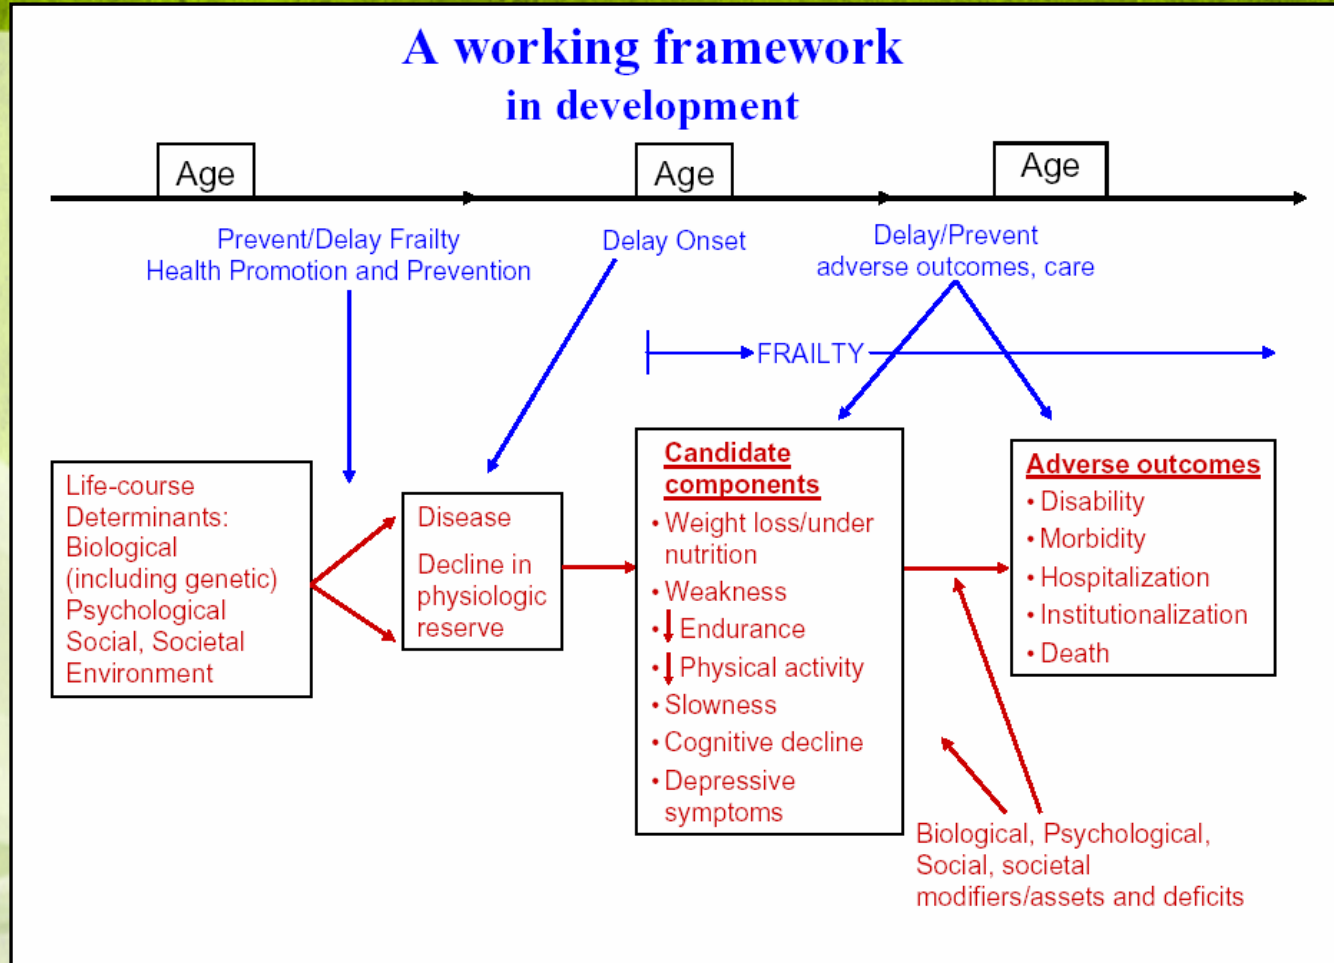 A working framework
in development
Age
Age
Age
Prevent/Delay Frailty
Health Promotion and Prevention
Delay Onset
Delay/Prevent
adverse outcomes, care
FRAILTY
Life-course
Determinants:
Biological
(including genetic)
Psychological
Social, Societal
Environment
Disease
Decline in
physiologic
reserve
Candidate
components
• Weight loss/under
nutrition
• Weakness
• ↓ Endurance
• ↓ Physical activity
• Slowness
• Cognitive decline
• Depressive
symptoms
Adverse outcomes
• Disability
• Morbidity
• Hospitalization
• Institutionalization
• Death
Biological, Psychological,
Social, societal
modifiers/assets and deficits